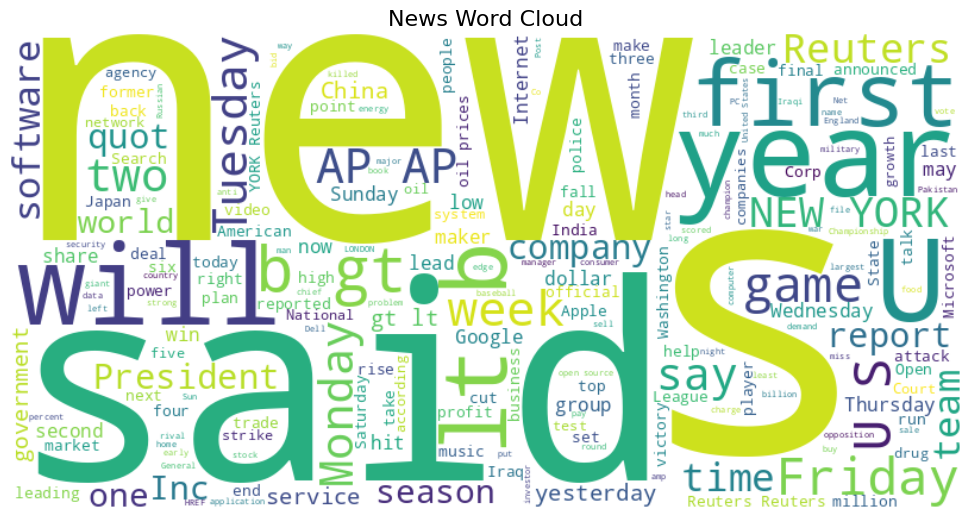 News Word Cloud
new
said
S
year
first
will
U
two
quot
world
software
Tuesday
AP AP
Sunday
China
point
killed
energy
agency
former
back
network
Search
Japan
give
Russian
YORK Reuters
anti
video
American
major
book
oil
low
system
maker
people
bid
may
oil prices
Internet
Post
Co
police
fall
day
India
make
three
month
leader
case
final
announced
Reuters
third
PC
Iraqi
Net
name
England
United States
vote
much
military
last
may
growth
Corp
Pakistan
companies
champion
head
star
scored
long
NEW YORK
file
war
Championship
State
talk
Microsoft
largest
food
computer
game
Wednesday
demand
report
miss
attack
Open
Court
Thursday
run
drug
sale
buy
opposition
u s
team
Friday
time
million
Reuters Reuters
amp
billion
charge
least
player
League
night
help
say
victory
Washington
official
dollar
company
manager
consumer
edge
lead
b
gt
b
lt
gt lt
week
baseball
Google
Apple
sell
open source
top
group
pay
test
set
round
business
profit
cut
music
put
Iraq
investor
yesterday
season
hit
take
according
rise
Saturday
Monday
problem
chief
high
reported
now
LONDON
man
National
Dell
plan
right
today
six
deal
share
security
country
power
giant
data
left
strong
win
five
President
next
Sun
four
trade
strike
government
percent
second
market
rival
home
early
General
stock
leading
one
Inc
HREF
end
application
service